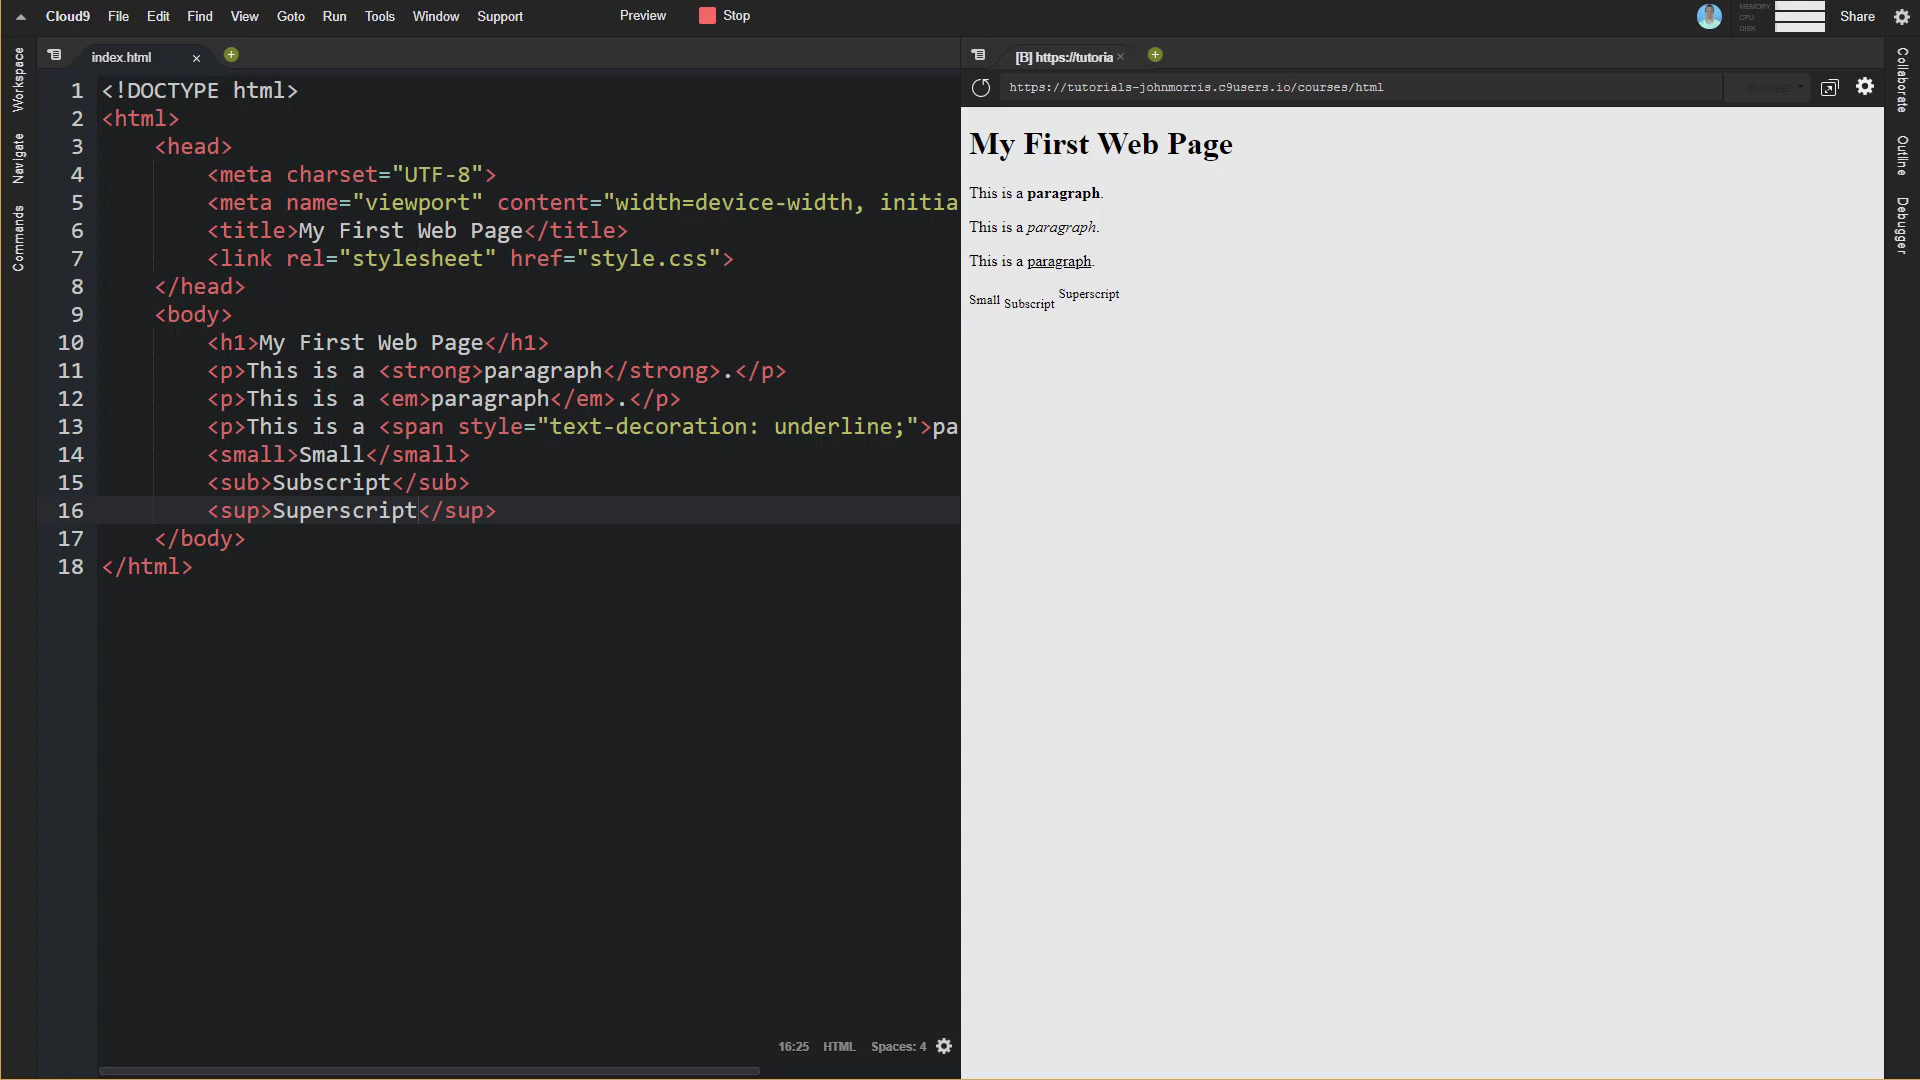 Cloud9 File Edit Find View Goto Run Tools Window Support Preview Stop MEMORY CPU DISK Share
Workspace
Navigate
Commands
index.html
1 <!DOCTYPE html>
2 <html>
3 <head>
4 <meta charset="UTF-8">
5 <meta name="viewport" content="width=device-width, initia
6 <title>My First Web Page</title>
7 <link rel="stylesheet" href="style.css">
8 </head>
9 <body>
10 <h1>My First Web Page</h1>
11 <p>This is a <strong>paragraph</strong>.</p>
12 <p>This is a <em>paragraph</em>.</p>
13 <p>This is a <span style="text-decoration: underline;">pa
14 <small>Small</small>
15 <sub>Subscript</sub>
16 <sup>Superscript</sup>
17 </body>
18 </html>
16:25 HTML Spaces: 4
[B] https://tutoria
https://tutorials-johnmorris.c9users.io/courses/html Browser
My First Web Page
This is a paragraph.
This is a paragraph.
This is a paragraph.
Small Subscript Superscript
Collaborate
Outline
Debugger